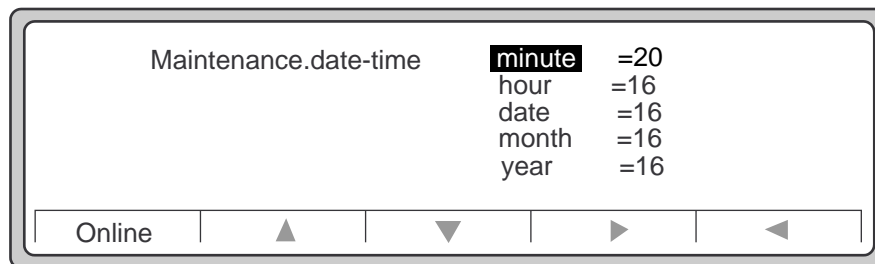 Maintenance.date-time minute =20
hour =16
date =16
month =16
year =16
Online